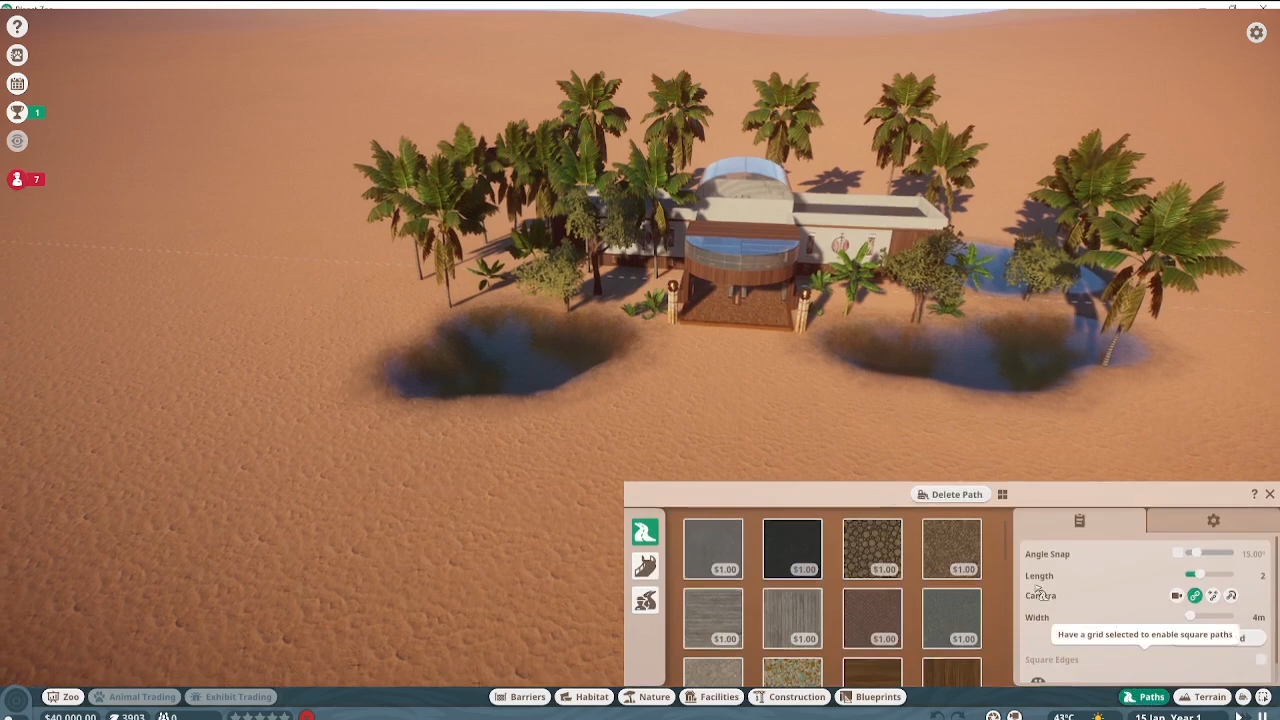 1
7
Delete Path
?
$1.00 $1.00 $1.00 $1.00
$1.00 $1.00 $1.00 $1.00
Angle Snap 15.00°
Length 2
Camera
Width 4m
Have a grid selected to enable square paths
Square Edges
Zoo Animal Trading Exhibit Trading Barriers Habitat Nature Facilities Construction Blueprints Paths Terrain
$40,000.00 3903 0 43°C 15 Jan, Year 1